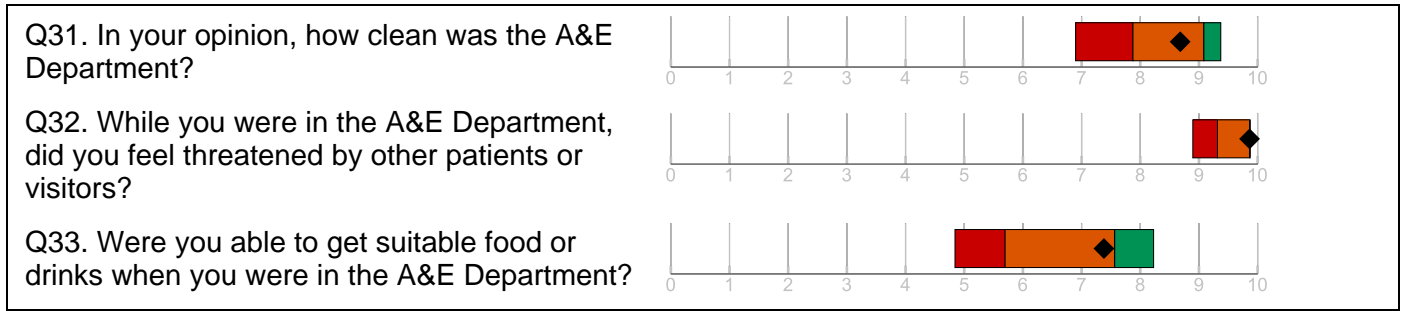 Q31. In your opinion, how clean was the A&E
Department?
0 1 2 3 4 5 6 7 8 9 10
Q32. While you were in the A&E Department,
did you feel threatened by other patients or
visitors?
0 1 2 3 4 5 6 7 8 9 10
Q33. Were you able to get suitable food or
drinks when you were in the A&E Department?
0 1 2 3 4 5 6 7 8 9 10